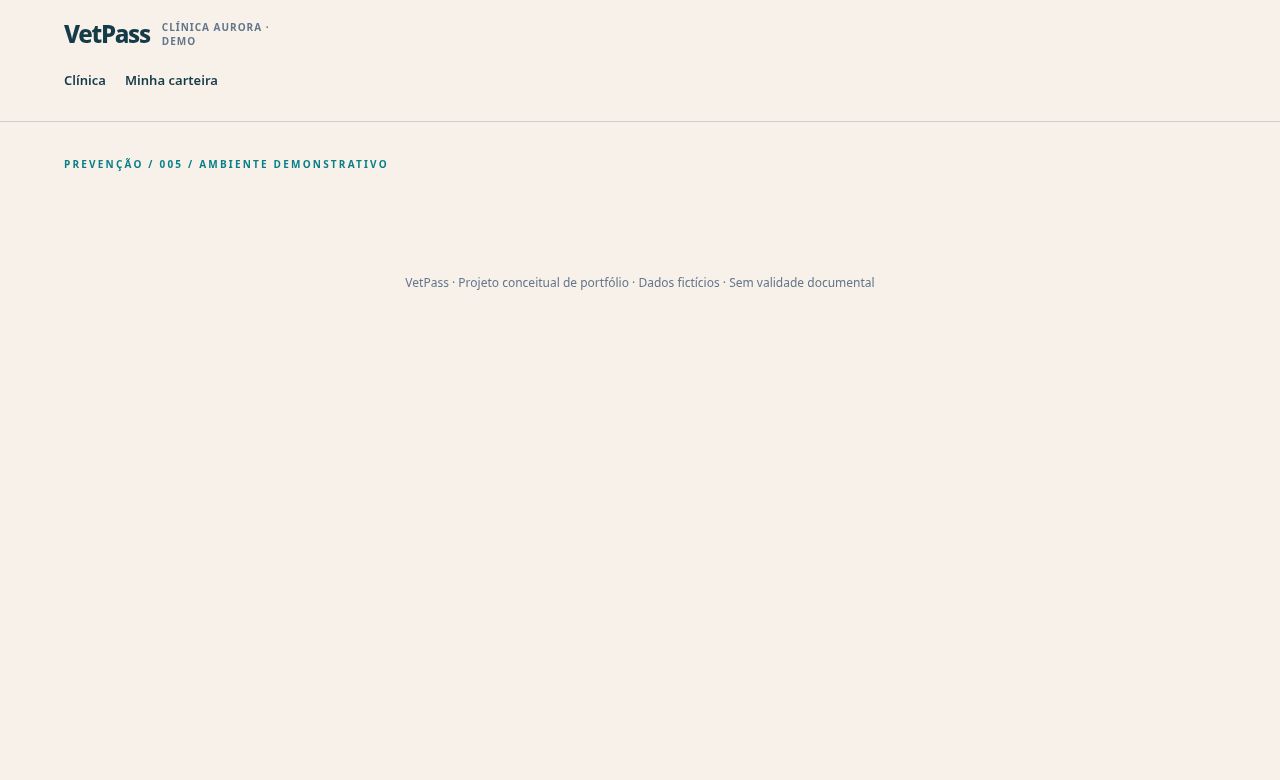 VetPass
CLÍNICA AURORA ·
DEMO
Clínica
Minha carteira
PREVENÇÃO / 005 / AMBIENTE DEMONSTRATIVO
VetPass · Projeto conceitual de portfólio · Dados fictícios · Sem validade documental